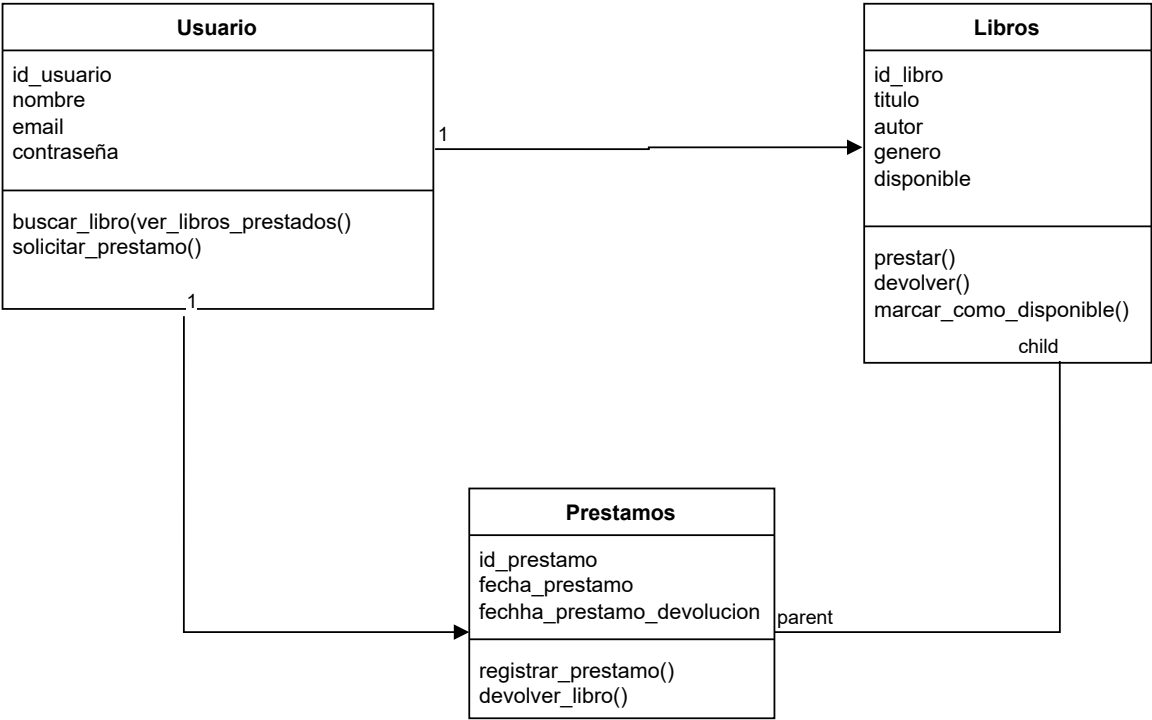 Usuario
id_usuario
nombre
email
contraseña
buscar_libro(ver_libros_prestados()
solicitar_prestamo()
1
1
Libros
id_libro
titulo
autor
genero
disponible
prestar()
devolver()
marcar_como_disponible()
child
Prestamos
id_prestamo
fecha_prestamo
fechha_prestamo_devolucion
registrar_prestamo()
devolver_libro()
parent